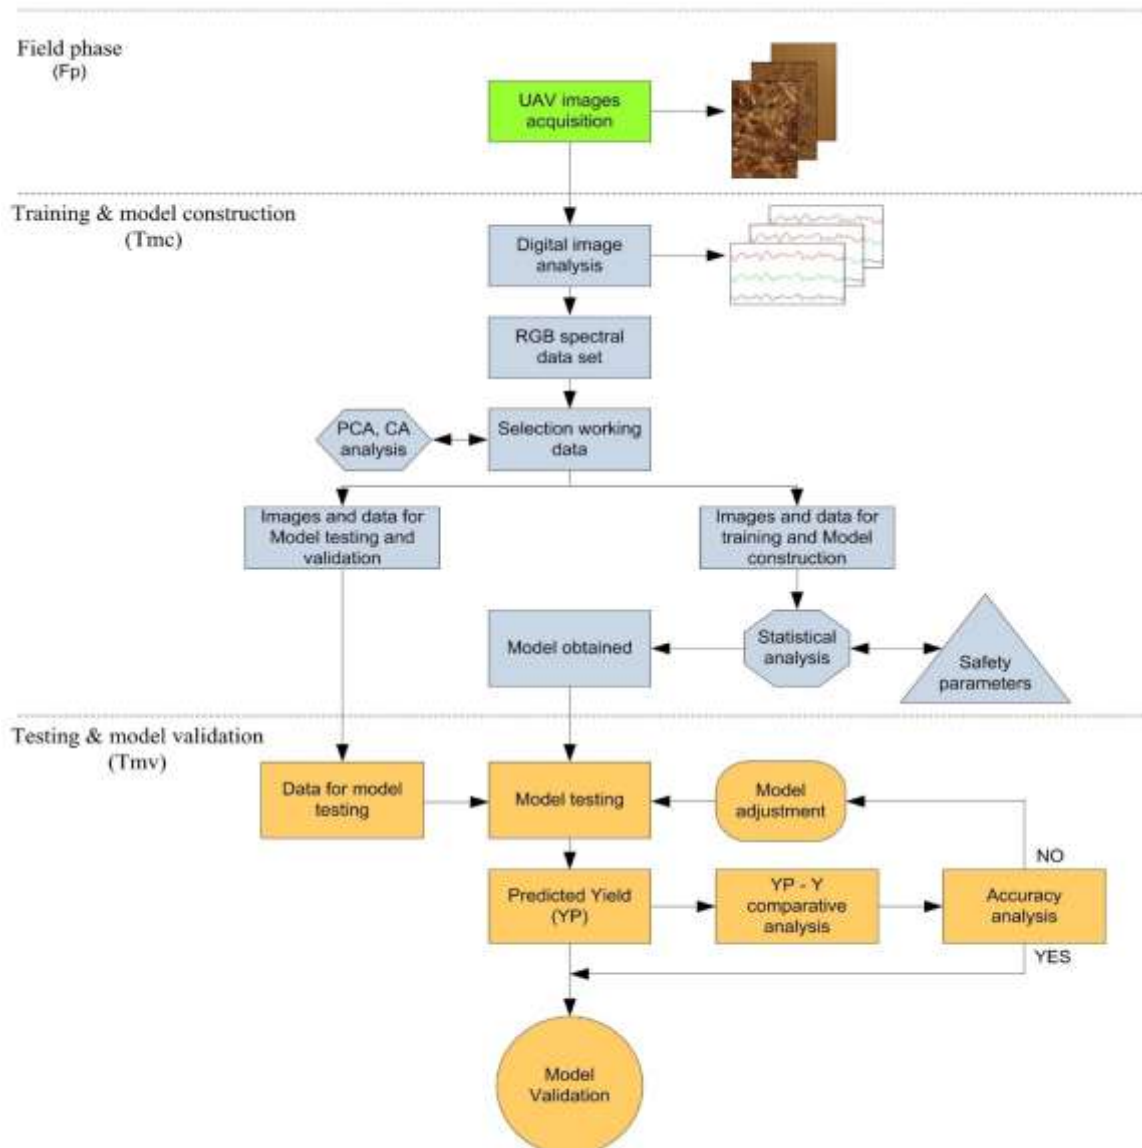 Field phase
(Fp)
UAV images
acquisition
Training & model construction
(Tmc)
Digital image
analysis
RGB spectral
data set
PCA, CA
analysis
Selection working
data
Images and data for
Model testing and
validation
Images and data for
training and Model
construction
Model obtained
Statistical
analysis
Safety
parameters
Testing & model validation
(Tmv)
Data for model
testing
Model testing
Model
adjustment
NO
Predicted Yield
(YP)
YP - Y
comparative
analysis
Accuracy
analysis
YES
Model
Validation